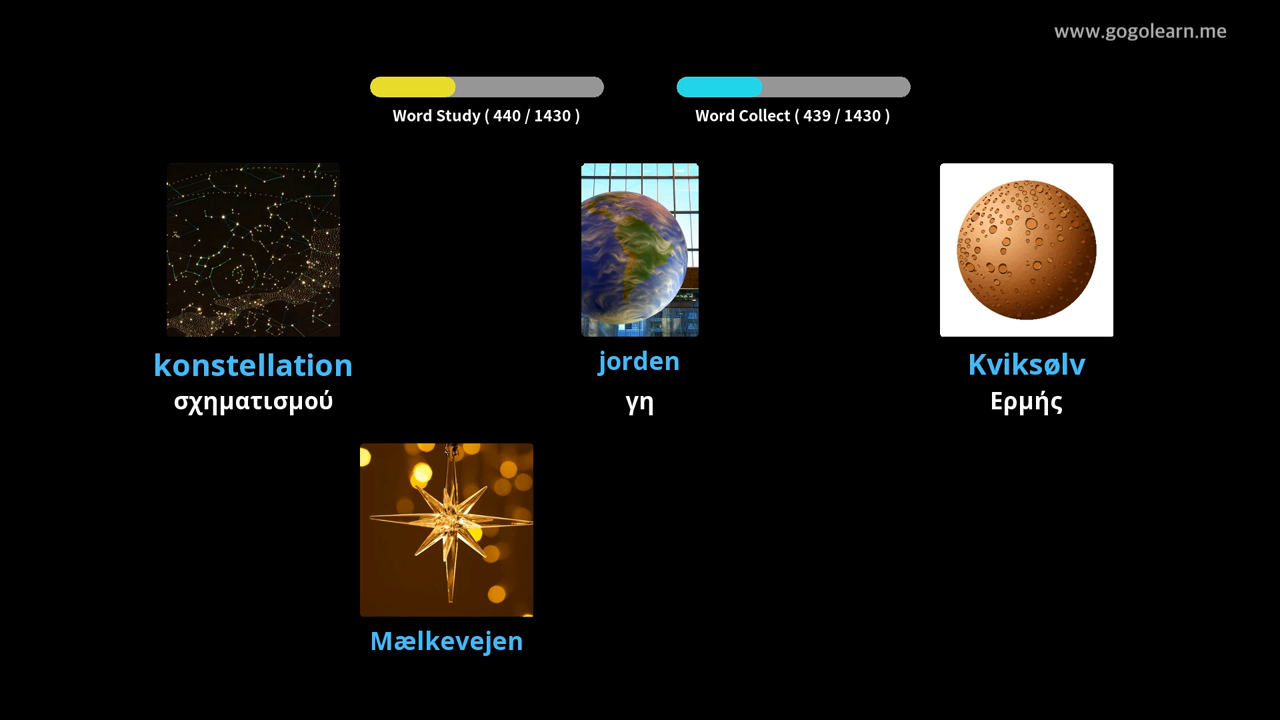 www.gogolearn.me
Word Study ( 440 / 1430 )
Word Collect ( 439 / 1430 )
konstellation
jorden
Kviksølv
σχηματισμού
γη
Ερμής
Mælkevejen